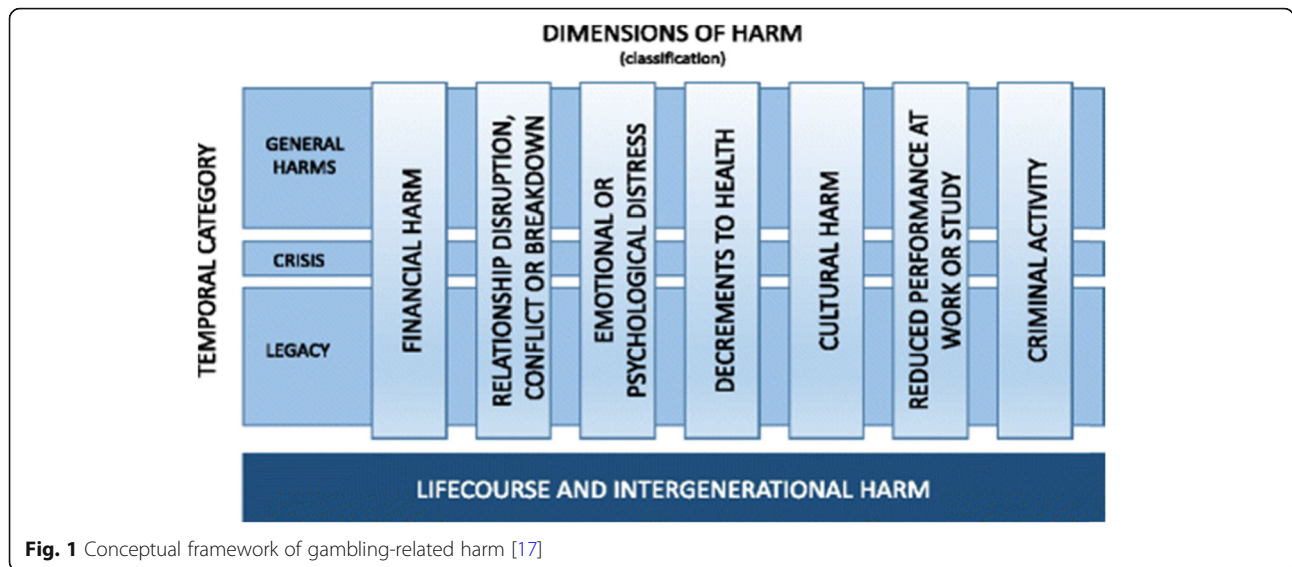 DIMENSIONS OF HARM
(classification)
TEMPORAL CATEGORY
GENERAL
HARMS
CRISIS
LEGACY
FINANCIAL HARM
RELATIONSHIP DISRUPTION,
CONFLICT OR BREAKDOWN
EMOTIONAL OR
PSYCHOLOGICAL DISTRESS
DECREMENTS TO HEALTH
CULTURAL HARM
REDUCED PERFORMANCE AT
WORK OR STUDY
CRIMINAL ACTIVITY
LIFECOURSE AND INTERGENERATIONAL HARM
Fig. 1 Conceptual framework of gambling-related harm [17]